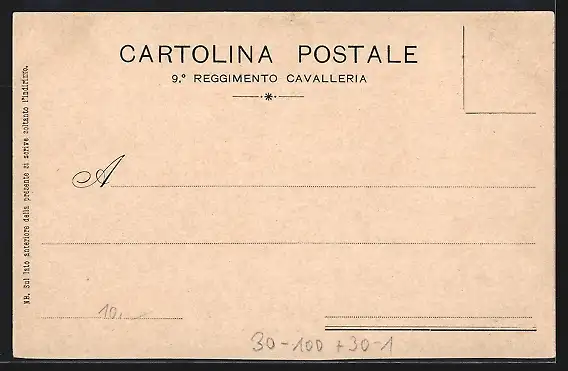 CARTOLINA POSTALE
9.° REGGIMENTO CAVALLERIA
A
NB. Sul lato anteriore della presente si scrive soltanto l'indirizzo.
10.
30-100+30-1